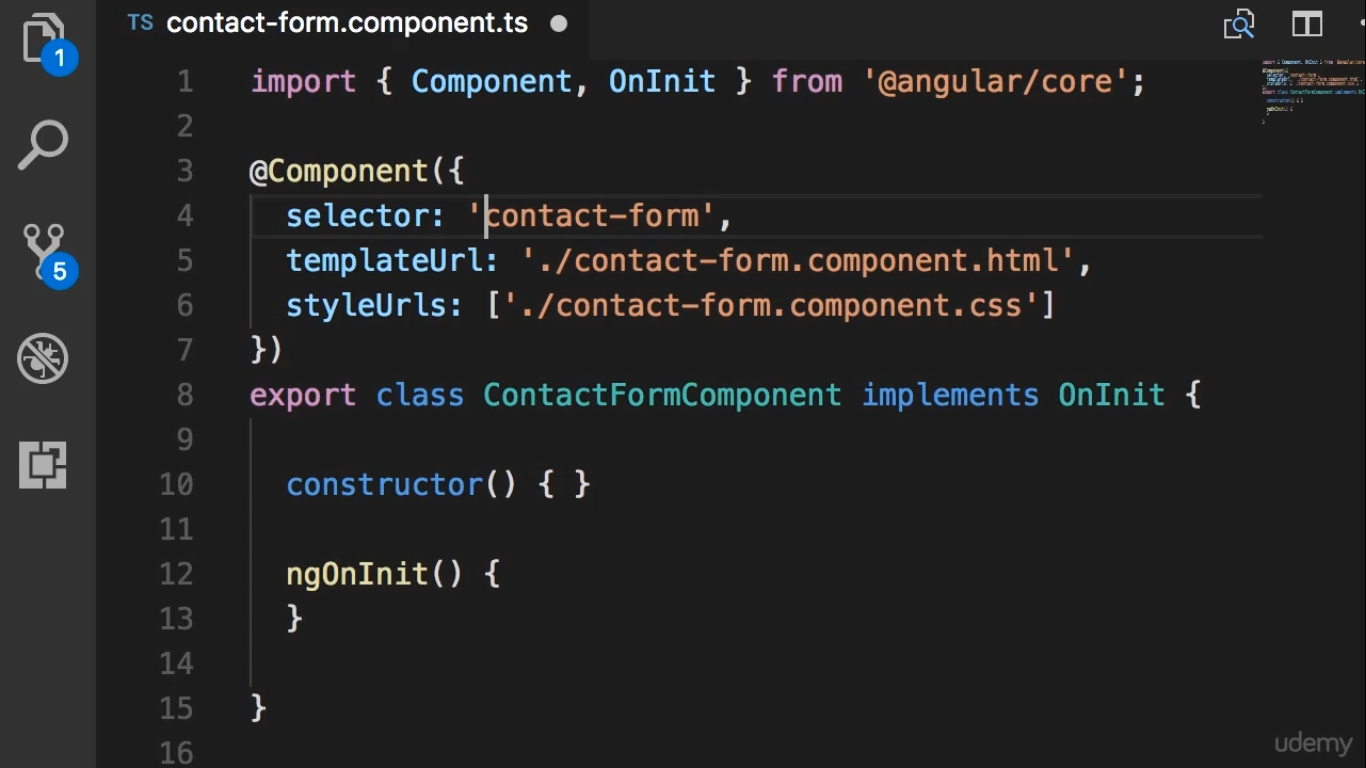 TS contact-form.component.ts
1
5
1 import { Component, OnInit } from '@angular/core';
2
3 @Component({
4 selector: 'contact-form',
5 templateUrl: './contact-form.component.html',
6 styleUrls: ['./contact-form.component.css']
7 })
8 export class ContactFormComponent implements OnInit {
9
10 constructor() { }
11
12 ngOnInit() {
13 }
14
15 }
16
udemy